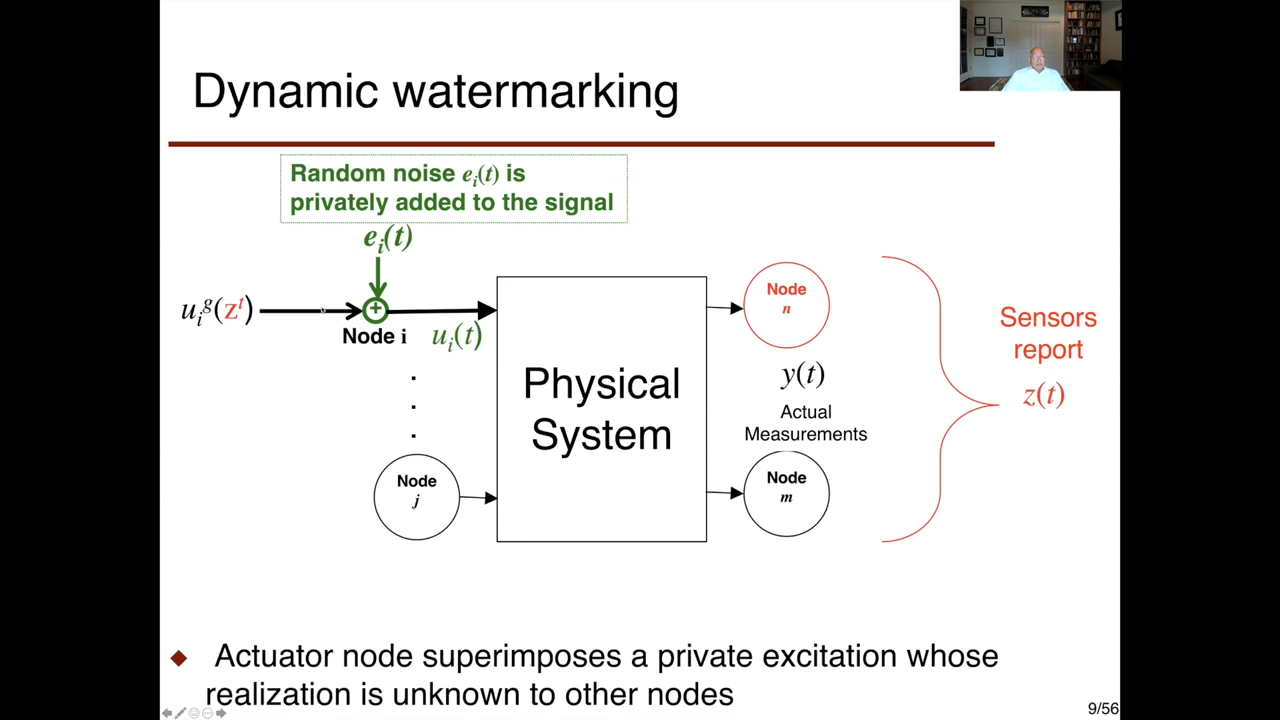 Dynamic watermarking
Random noise eᵢ(t) is
privately added to the signal
eᵢ(t)
uᵢᵍ(zᵗ)
+
Node i
uᵢ(t)
Node
j
Physical
System
Node
n
y(t)
Actual
Measurements
Node
m
Sensors
report
z(t)
Actuator node superimposes a private excitation whose
realization is unknown to other nodes
9/56